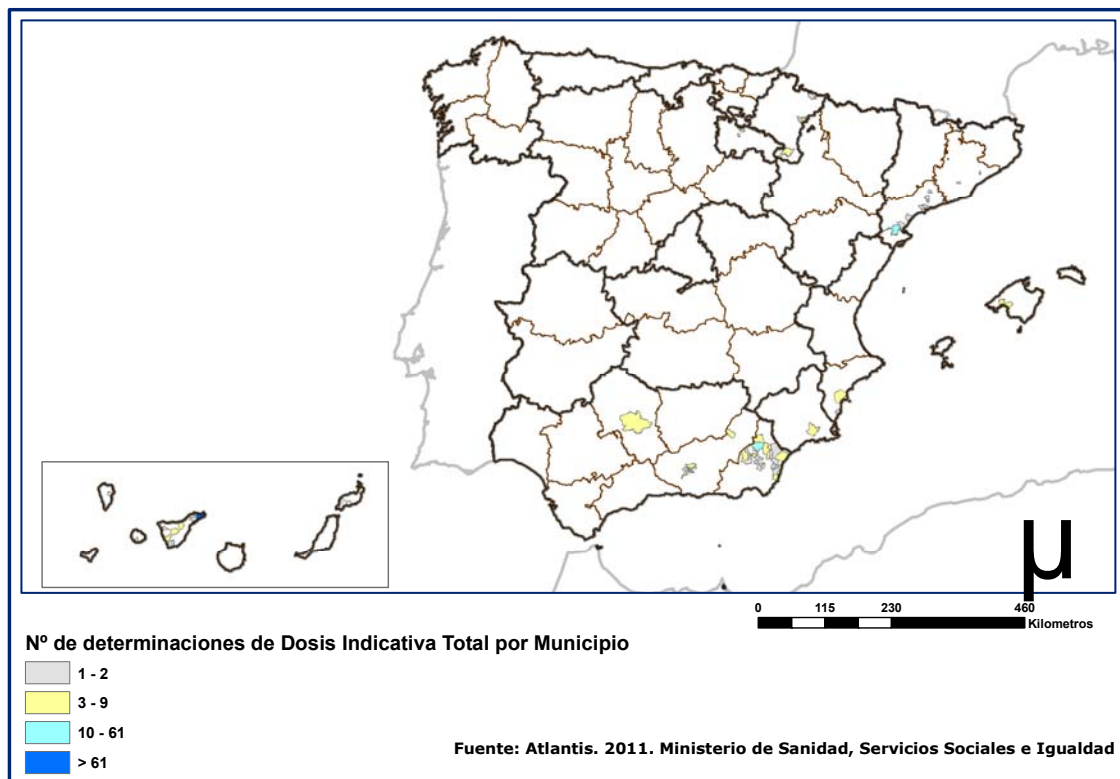 µ
0 115 230 460
Kilometros
Nº de determinaciones de Dosis Indicativa Total por Municipio
1 - 2
3 - 9
10 - 61
> 61
Fuente: Atlantis. 2011. Ministerio de Sanidad, Servicios Sociales e Igualdad